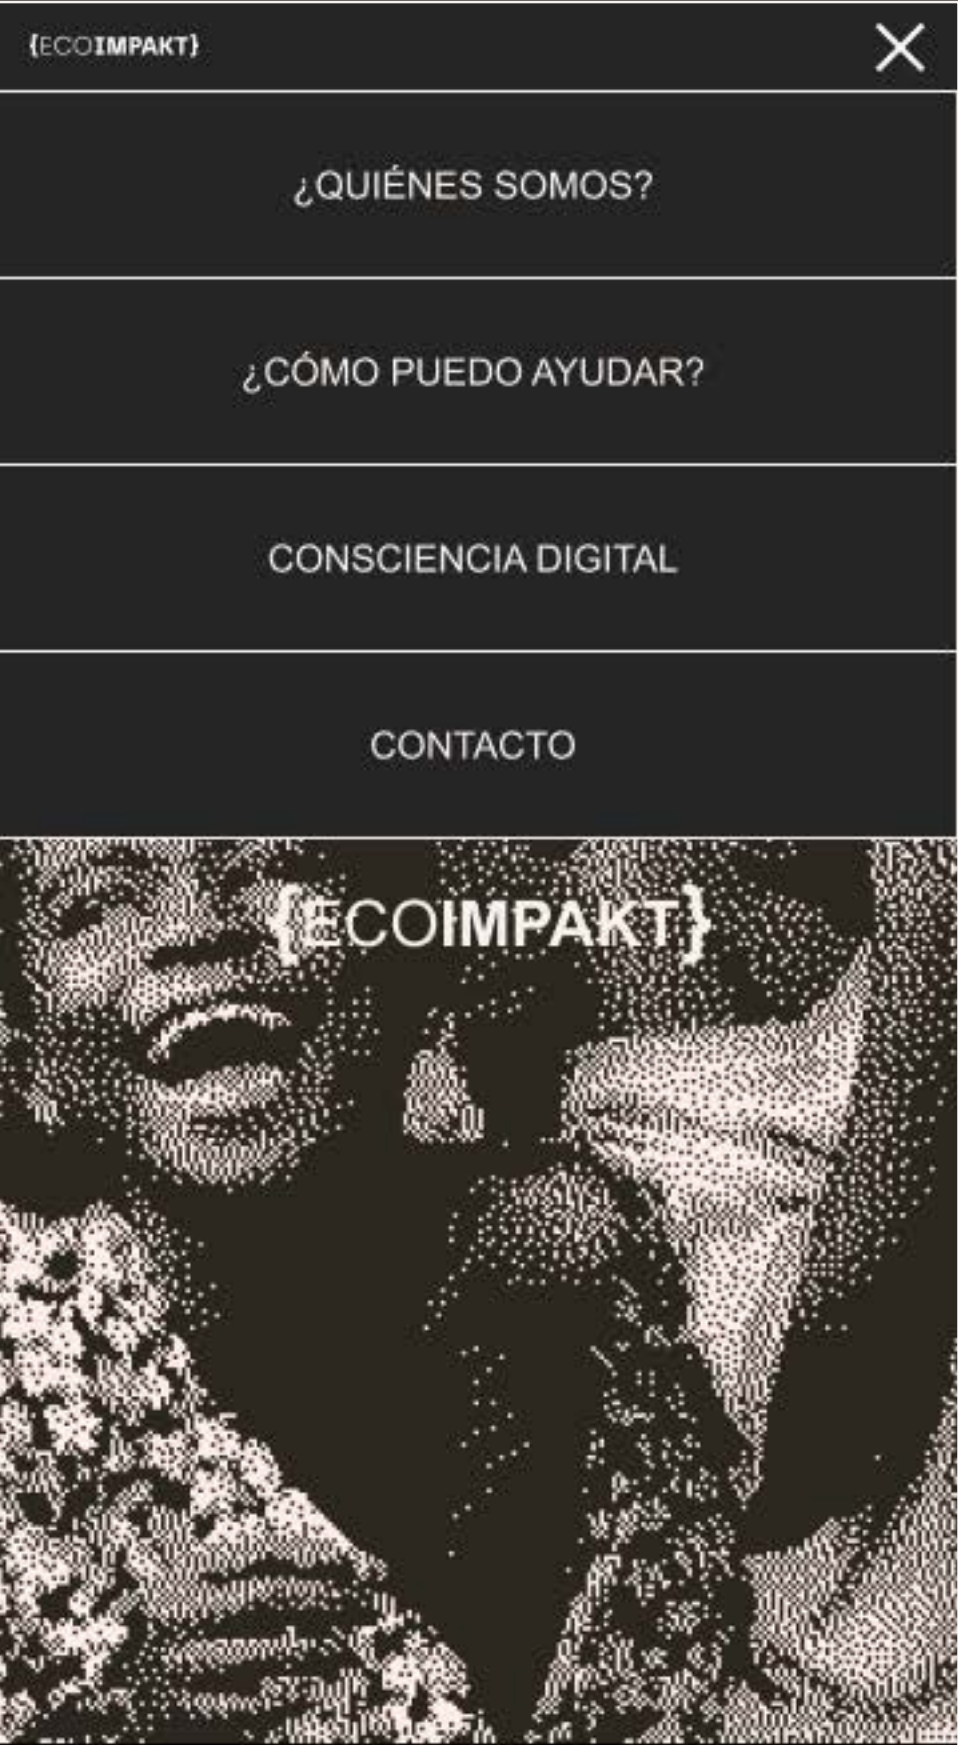 {ECOIMPAKT}
¿QUIÉNES SOMOS?
¿CÓMO PUEDO AYUDAR?
CONSCIENCIA DIGITAL
CONTACTO
{ECOIMPAKT}